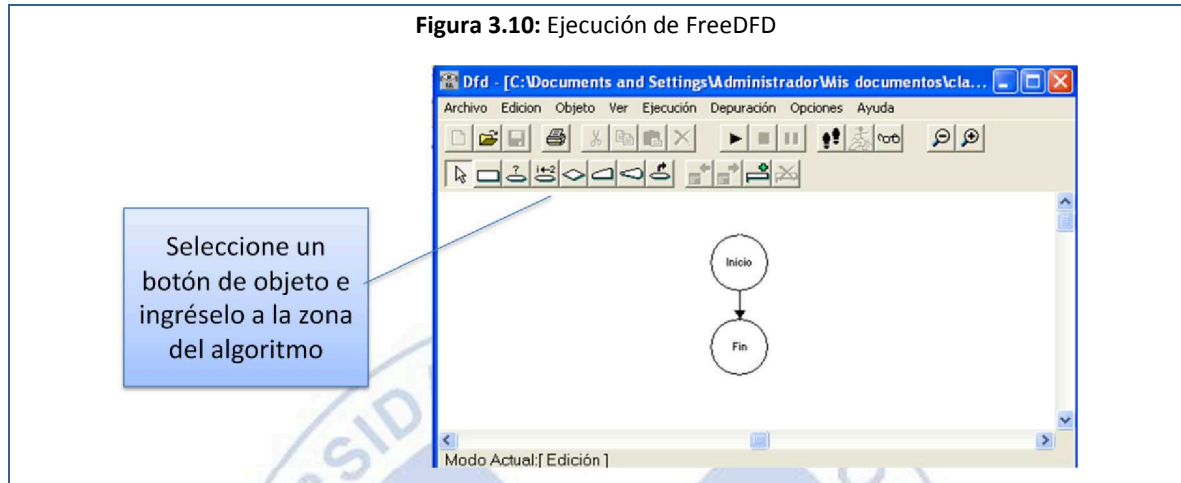 Figura 3.10: Ejecución de FreeDFD
Dfd - [C:\Documents and Settings\Administrador\Mis documentos\cla...
Archivo Edicion Objeto Ver Ejecución Depuración Opciones Ayuda
Seleccione un
botón de objeto e
ingréselo a la zona
del algoritmo
Inicio
Fin
Modo Actual:[ Edición ]